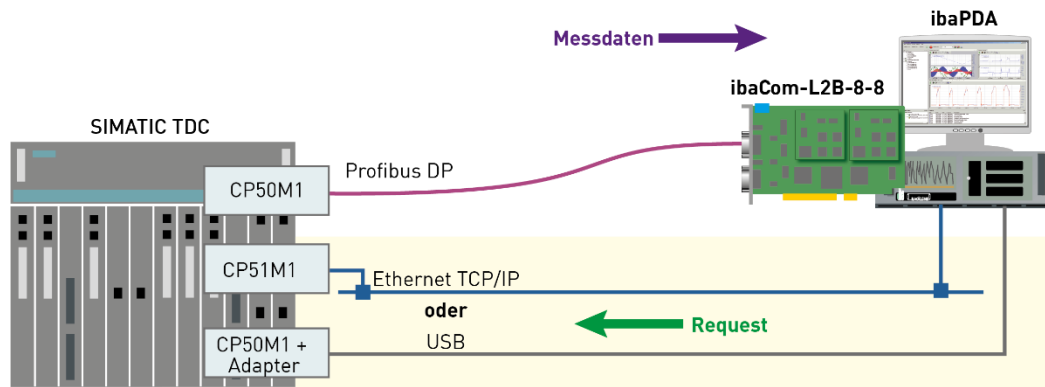 ibaPDA
Messdaten
ibaCom-L2B-8-8
SIMATIC TDC
Profibus DP
CP50M1
CP51M1
Ethernet TCP/IP
oder
Request
USB
CP50M1 +
Adapter